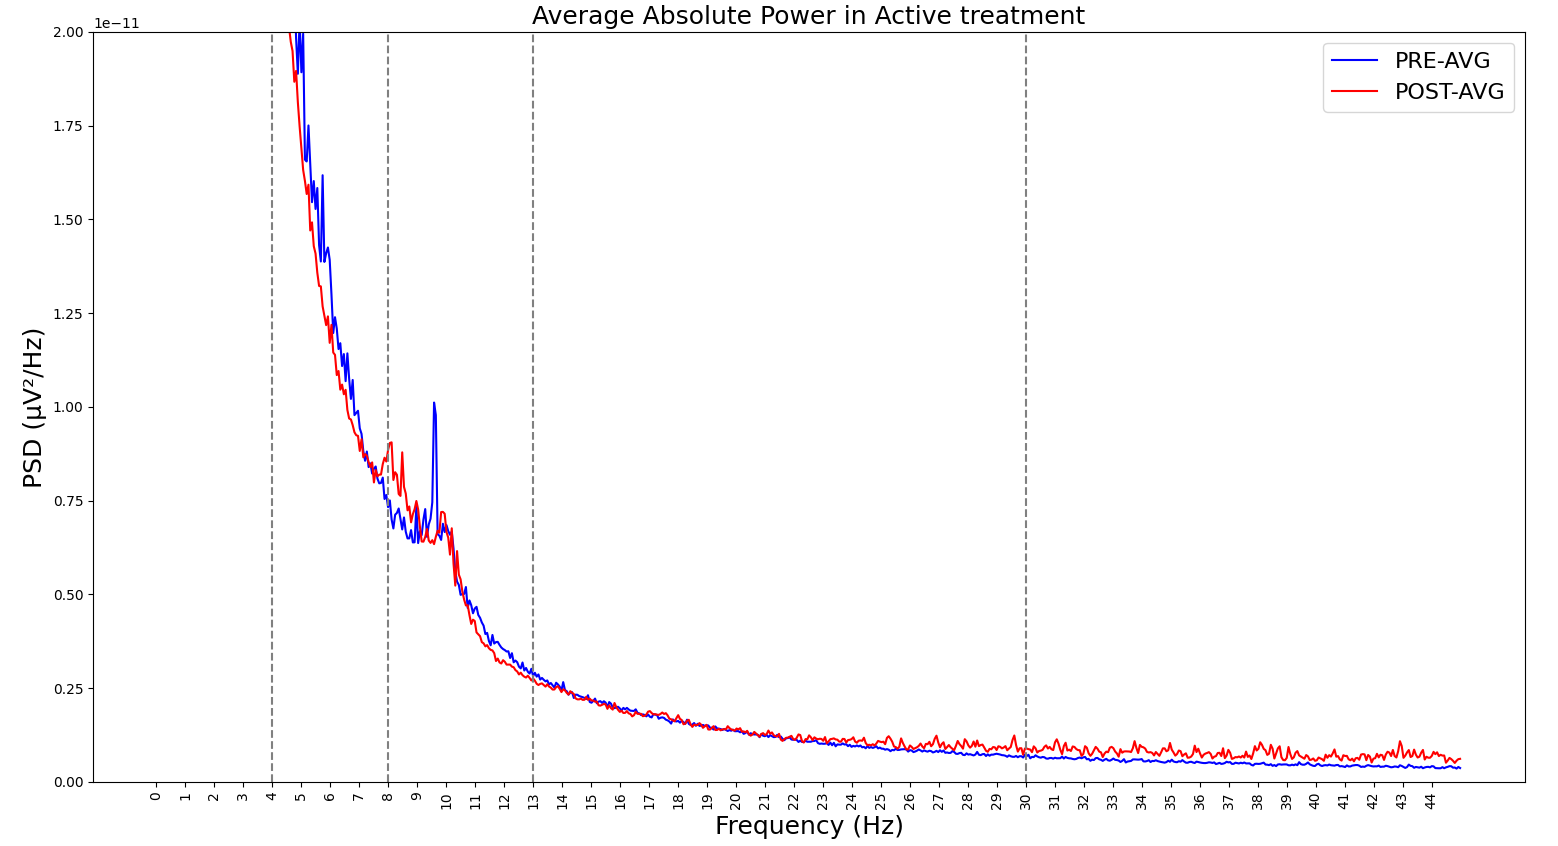 Average Absolute Power in Active treatment
1e−11
2.00
1.75
1.50
1.25
1.00
0.75
0.50
0.25
0.00
PSD (µV²/Hz)
PRE-AVG
POST-AVG
0 1 2 3 4 5 6 7 8 9 10 11 12 13 14 15 16 17 18 19 20 21 22 23 24 25 26 27 28 29 30 31 32 33 34 35 36 37 38 39 40 41 42 43 44
Frequency (Hz)